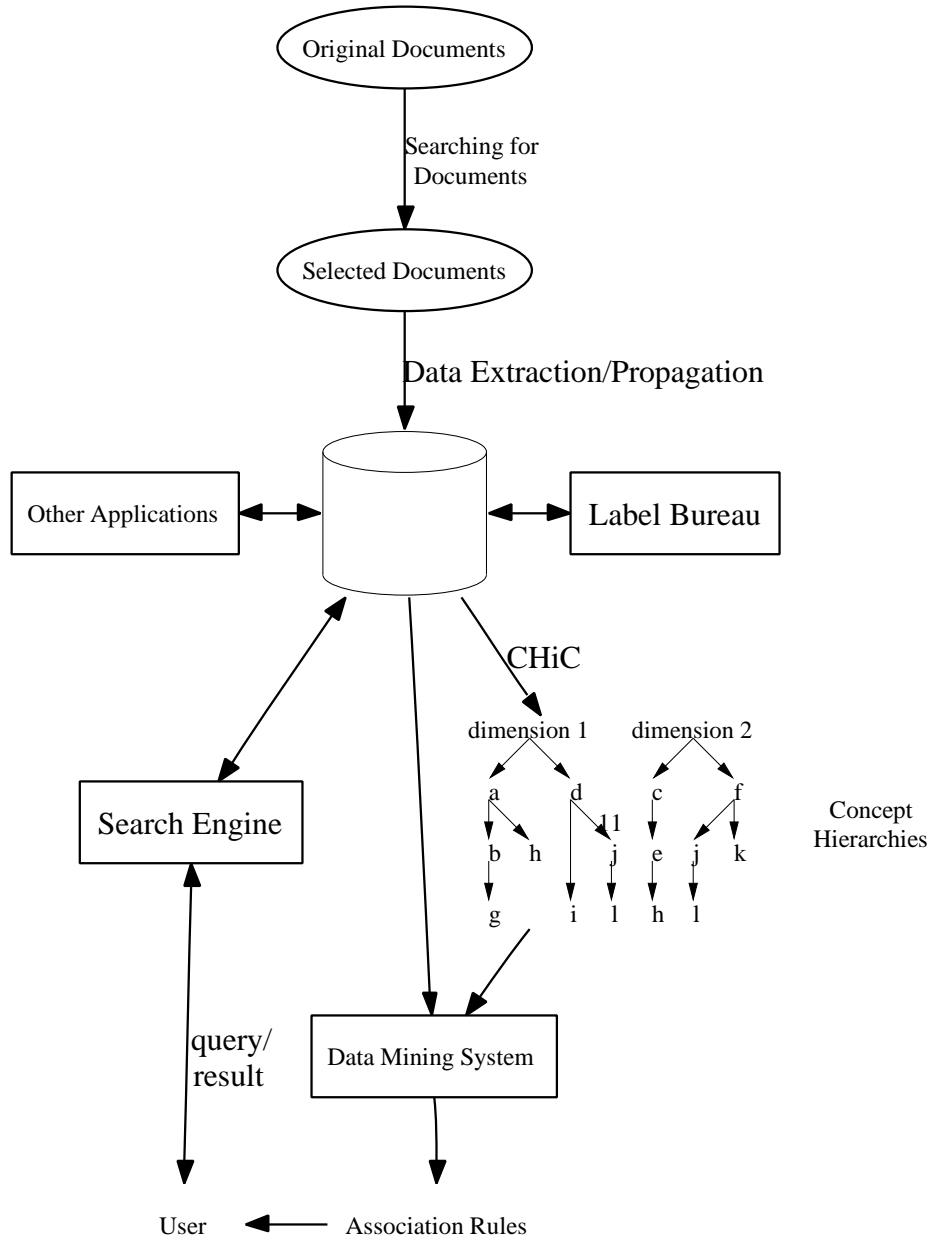 Original Documents
Searching for
Documents
Selected Documents
Data Extraction/Propagation
Other Applications
Label Bureau
CHiC
dimension 1 dimension 2
a d c f
11
b h j e j k
g i l h l
Concept
Hierarchies
Search Engine
query/
result
Data Mining System
User Association Rules